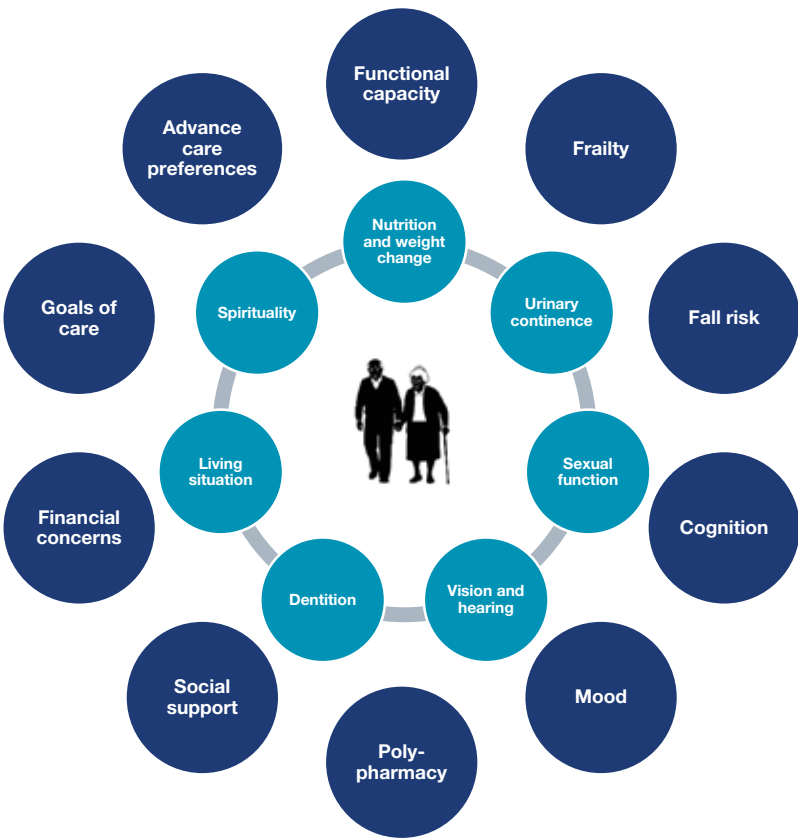 Functional
capacity
Frailty
Fall risk
Cognition
Mood
Poly-
pharmacy
Social
support
Financial
concerns
Goals of
care
Advance
care
preferences
Nutrition
and weight
change
Urinary
continence
Sexual
function
Vision and
hearing
Dentition
Living
situation
Spirituality